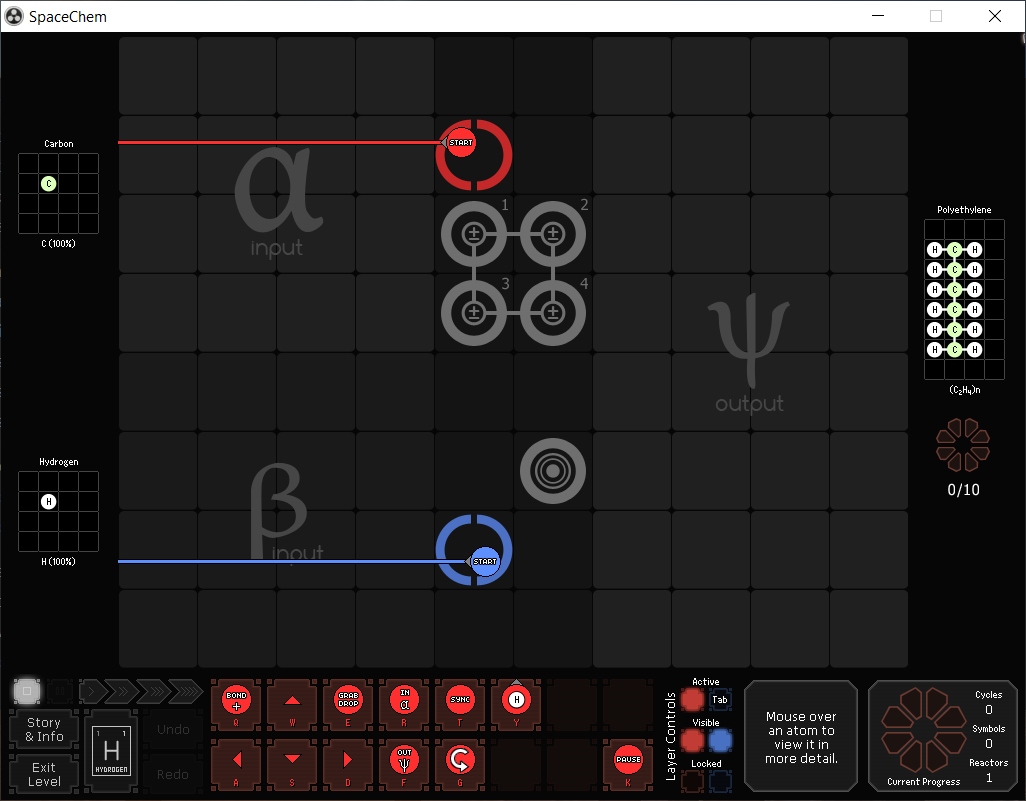 SpaceChem
Carbon
C
C (100%)
α
input
START
1
2
±
±
3
4
±
±
ψ
output
Polyethylene
H C H
H C H
H C H
H C H
H C H
H C H
(C₂H₄)n
0/10
Hydrogen
H
H (100%)
β
input
START
Story
& Info
Exit
Level
1 1
H
HYDROGEN
Undo
Redo
BOND
+
Q
W
GRAB
DROP
E
IN
α
R
SYNC
T
H
Y
A
S
D
OUT
ψ
F
G
PAUSE
K
Layer Controls
Active
Tab
Visible
Locked
Mouse over
an atom to
view it in
more detail.
Cycles
0
Symbols
0
Reactors
1
Current Progress